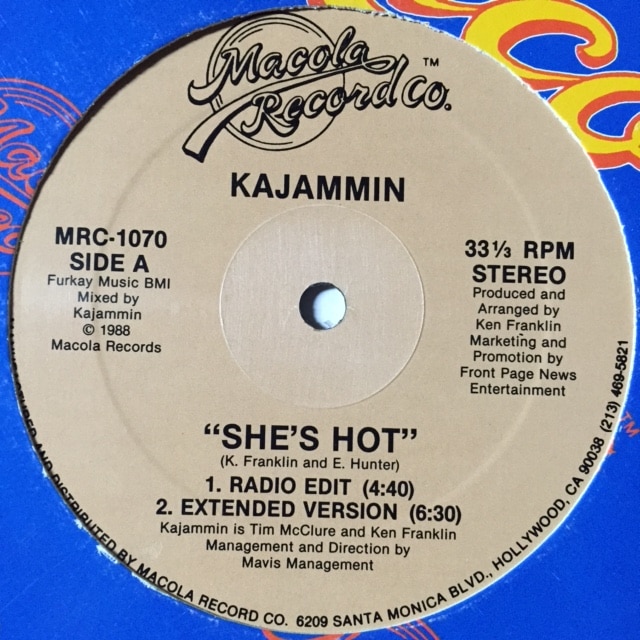 Macola ™
Record Co.
KAJAMMIN
MRC-1070
SIDE A
Furkay Music BMI
Mixed by
Kajammin
© 1988
Macola Records
33⅓ RPM
STEREO
Produced and
Arranged by
Ken Franklin
Marketing and
Promotion by
Front Page News
Entertainment
“SHE'S HOT”
(K. Franklin and E. Hunter)
1. RADIO EDIT (4:40)
2. EXTENDED VERSION (6:30)
Kajammin is Tim McClure and Ken Franklin
Management and Direction by
Mavis Management
AND DISTRIBUTED BY MACOLA RECORD CO. 6209 SANTA MONICA BLVD., HOLLYWOOD, CA 90038 (213) 469-5821
TM